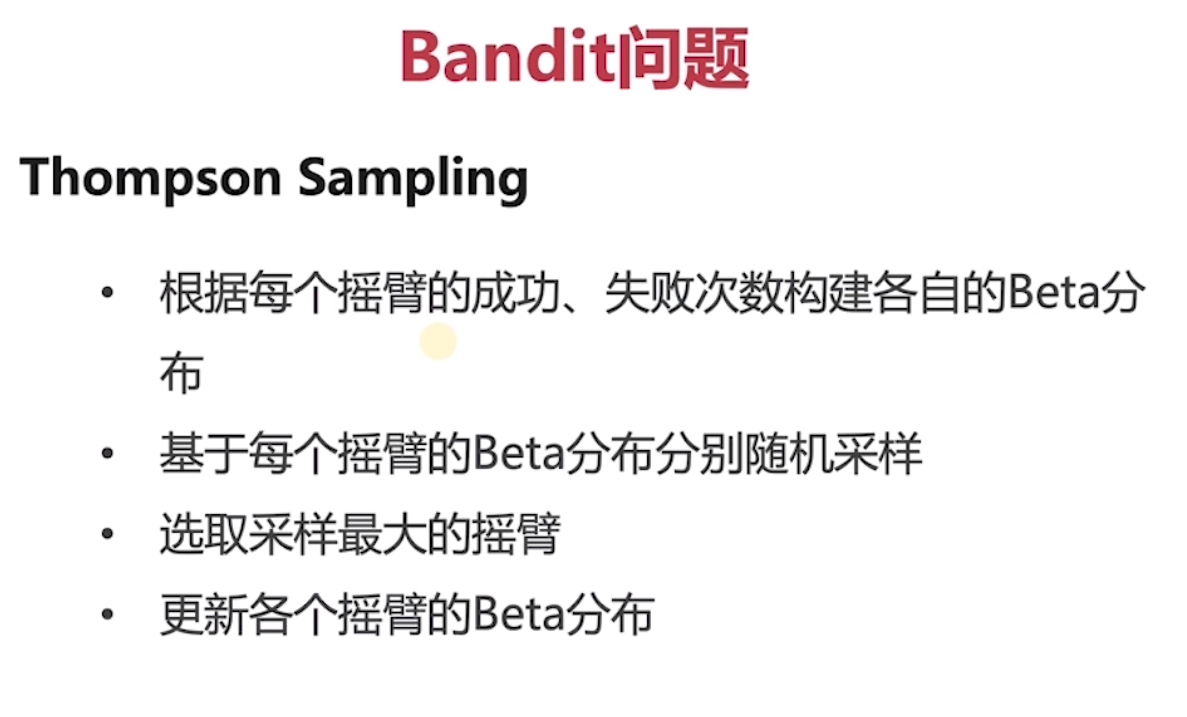 Bandit问题
Thompson Sampling
• 根据每个摇臂的成功、失败次数构建各自的Beta分
布
• 基于每个摇臂的Beta分布分别随机采样
• 选取采样最大的摇臂
• 更新各个摇臂的Beta分布